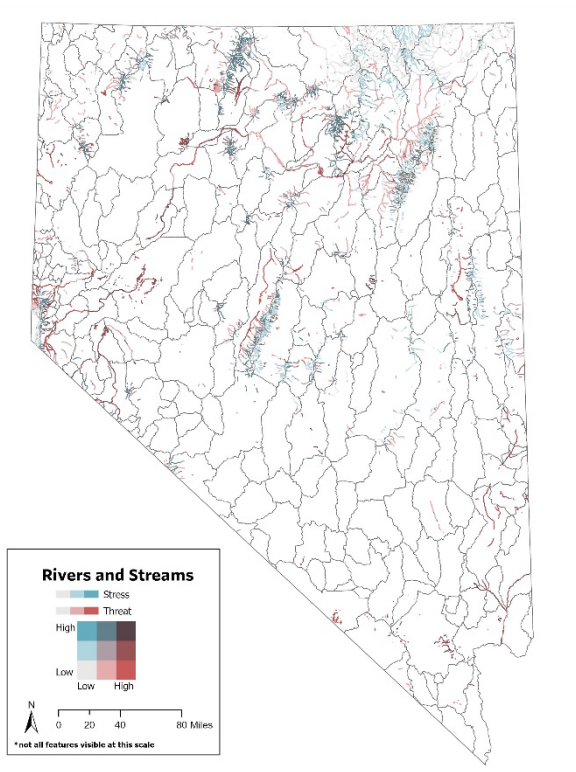 Rivers and Streams
Stress
Threat
High
Low
Low High
N
0 20 40 80 Miles
*not all features visible at this scale